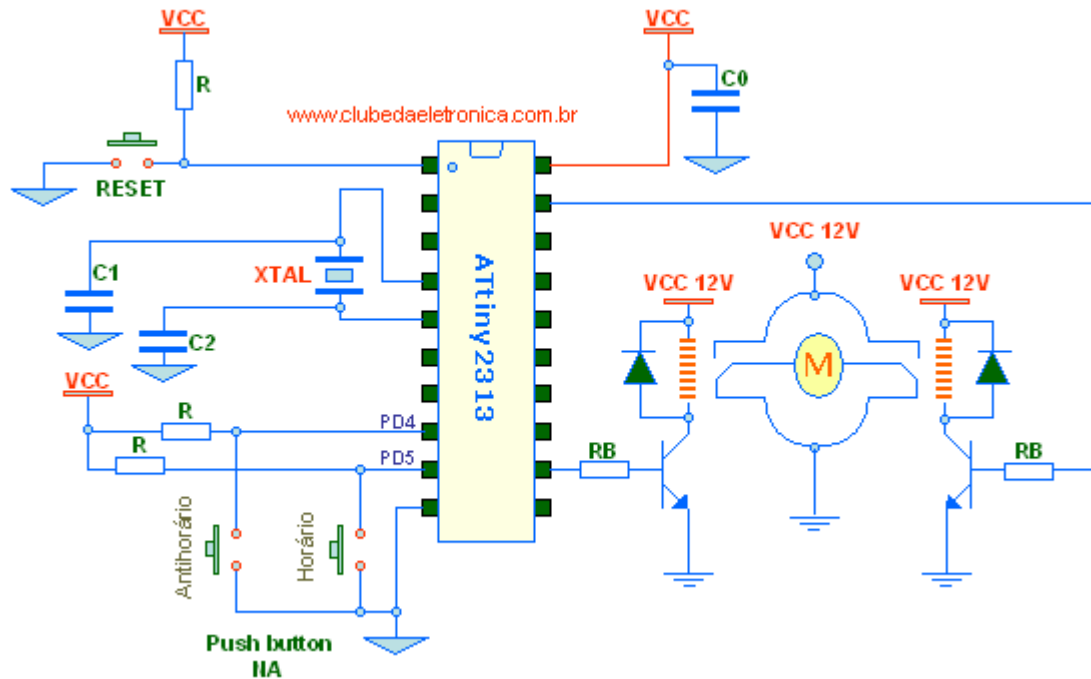 VCC
VCC
R
C0
www.clubedaeletronica.com.br
RESET
VCC 12V
C1
XTAL
VCC 12V
VCC 12V
C2
ATtiny2313
M
VCC
R
PD4
R
PD5
RB
RB
Antihorário
Horário
Push button
NA